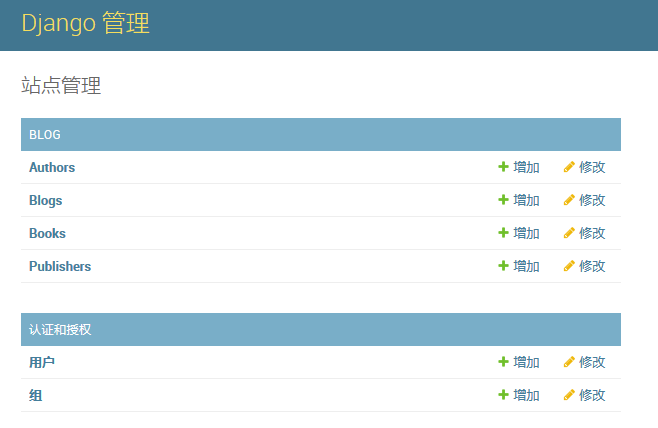 Django 管理
站点管理
BLOG
Authors 增加 修改
Blogs 增加 修改
Books 增加 修改
Publishers 增加 修改
认证和授权
用户 增加 修改
组 增加 修改